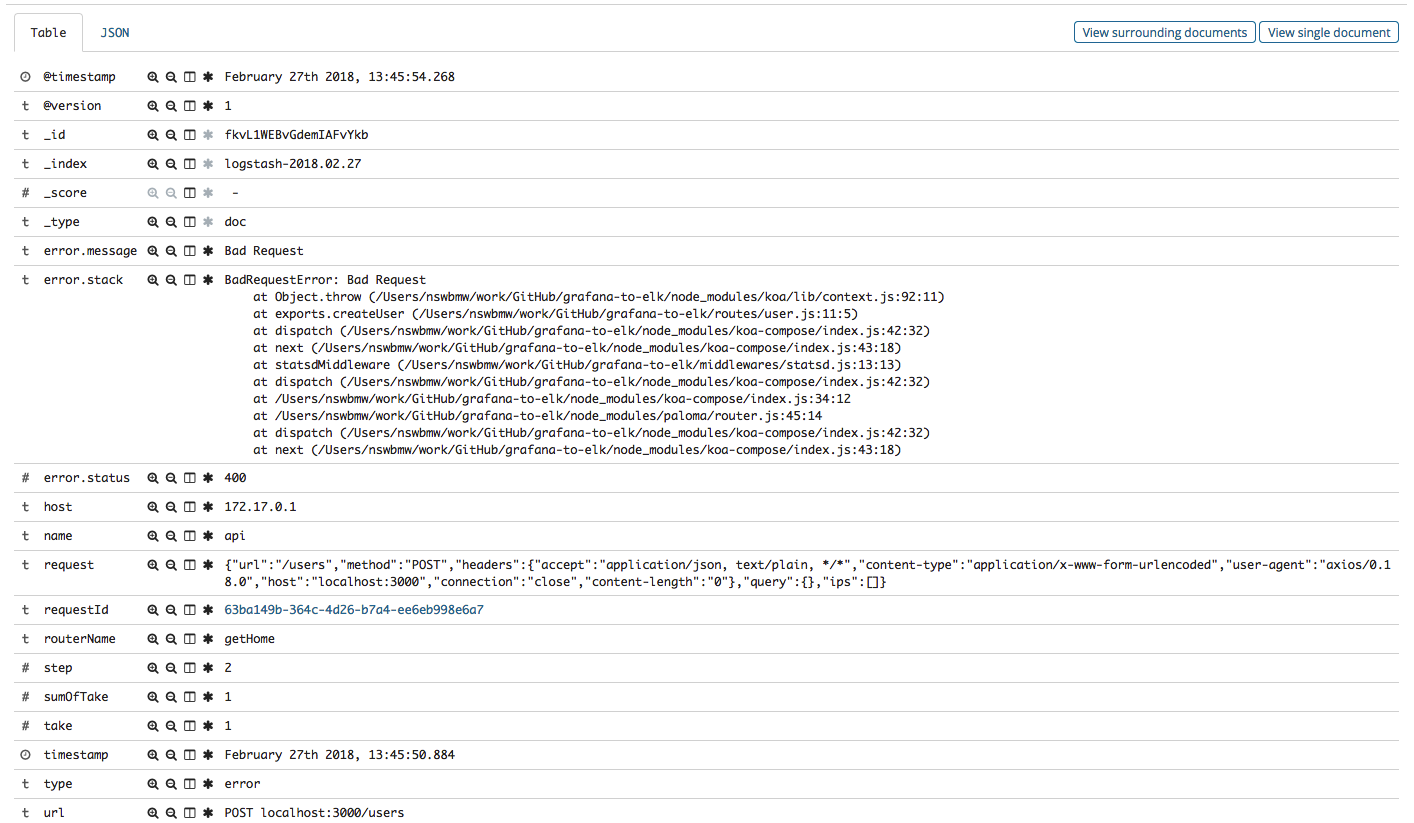 Table JSON View surrounding documents View single document
@timestamp February 27th 2018, 13:45:54.268
t @version 1
t _id fkvL1WEBvGdemIAFvYkb
t _index logstash-2018.02.27
# _score -
t _type doc
t error.message Bad Request
t error.stack BadRequestError: Bad Request
at Object.throw (/Users/nswbmw/work/GitHub/grafana-to-elk/node_modules/koa/lib/context.js:92:11)
at exports.createUser (/Users/nswbmw/work/GitHub/grafana-to-elk/routes/user.js:11:5)
at dispatch (/Users/nswbmw/work/GitHub/grafana-to-elk/node_modules/koa-compose/index.js:42:32)
at next (/Users/nswbmw/work/GitHub/grafana-to-elk/node_modules/koa-compose/index.js:43:18)
at statsdMiddleware (/Users/nswbmw/work/GitHub/grafana-to-elk/middlewares/statsd.js:13:13)
at dispatch (/Users/nswbmw/work/GitHub/grafana-to-elk/node_modules/koa-compose/index.js:42:32)
at /Users/nswbmw/work/GitHub/grafana-to-elk/node_modules/koa-compose/index.js:34:12
at /Users/nswbmw/work/GitHub/grafana-to-elk/node_modules/paloma/router.js:45:14
at dispatch (/Users/nswbmw/work/GitHub/grafana-to-elk/node_modules/koa-compose/index.js:42:32)
at next (/Users/nswbmw/work/GitHub/grafana-to-elk/node_modules/koa-compose/index.js:43:18)
# error.status 400
t host 172.17.0.1
t name api
t request {"url":"/users","method":"POST","headers":{"accept":"application/json, text/plain, */*","content-type":"application/x-www-form-urlencoded","user-agent":"axios/0.1
8.0","host":"localhost:3000","connection":"close","content-length":"0"},"query":{},"ips":[]}
t requestId 63ba149b-364c-4d26-b7a4-ee6eb998e6a7
t routerName getHome
# step 2
# sumOfTake 1
# take 1
timestamp February 27th 2018, 13:45:50.884
t type error
t url POST localhost:3000/users